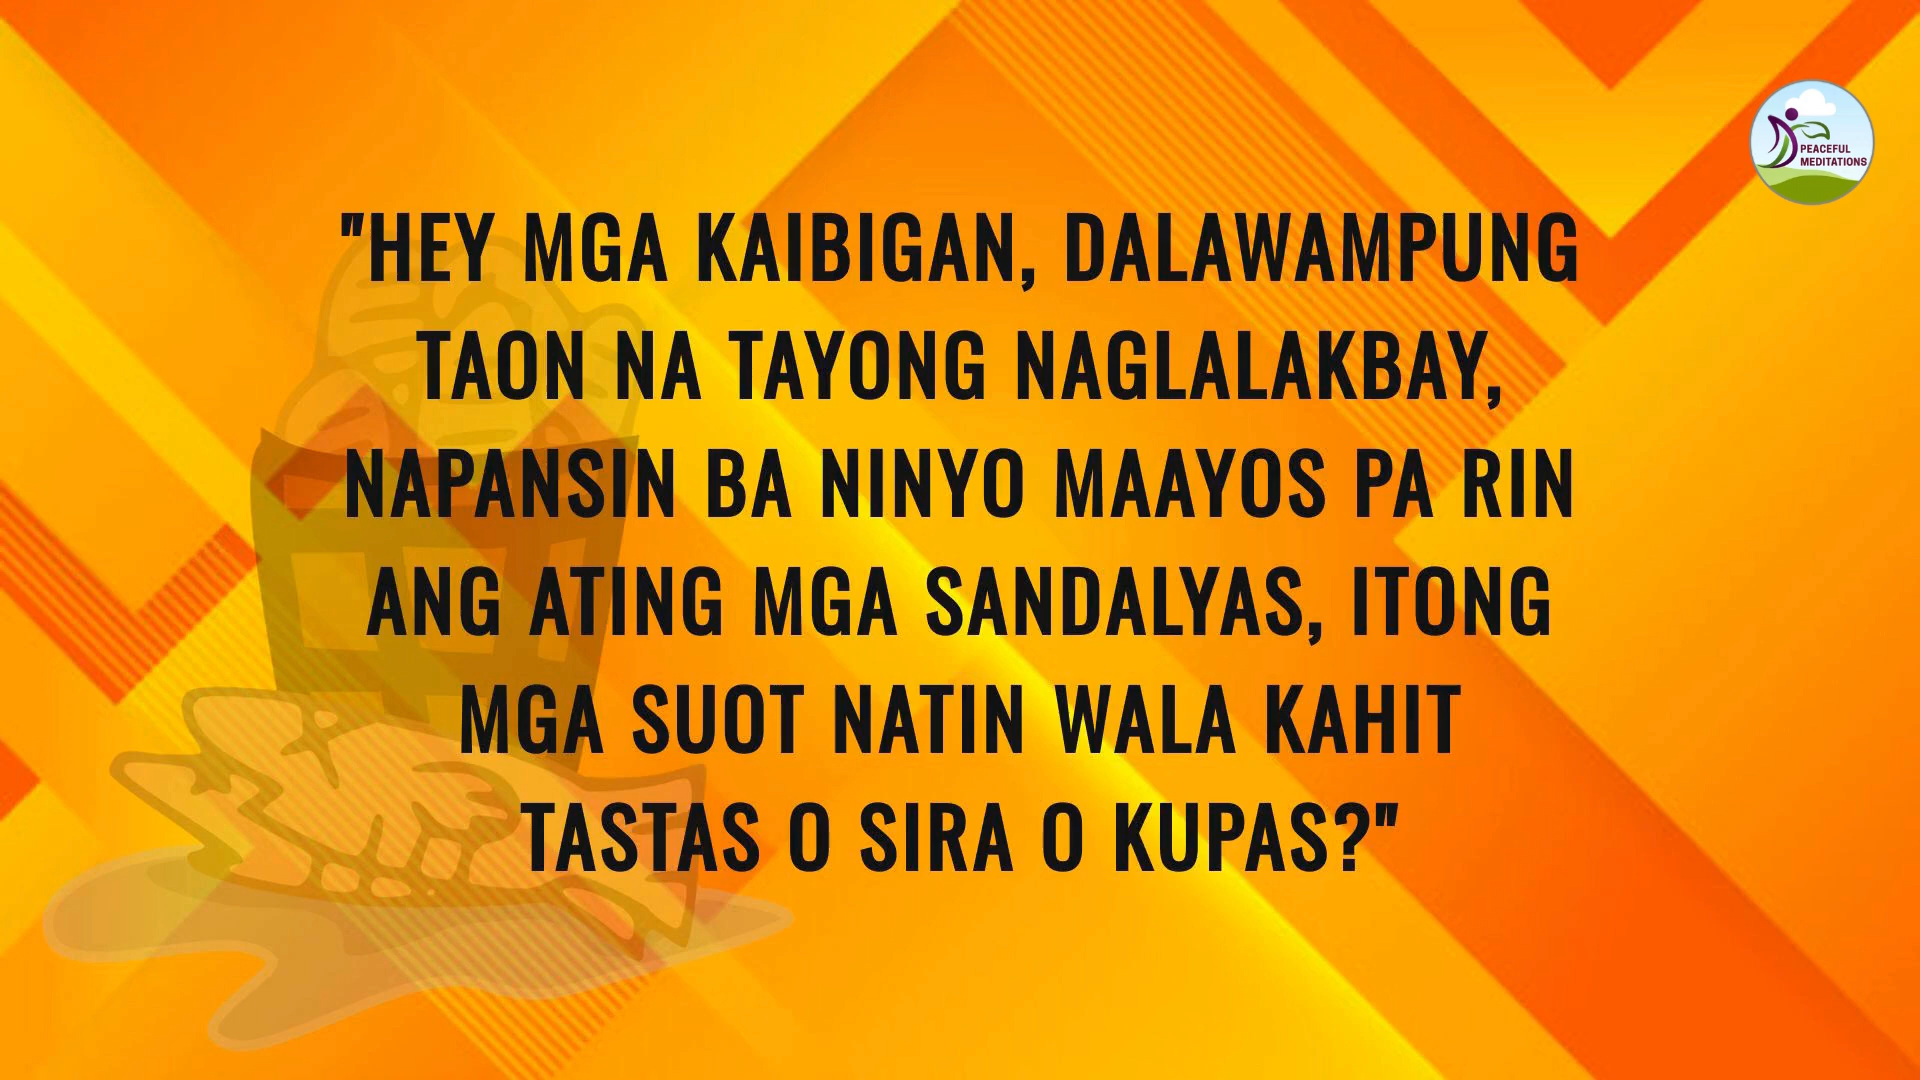 PEACEFUL
MEDITATIONS
"HEY MGA KAIBIGAN, DALAWAMPUNG
TAON NA TAYONG NAGLALAKBAY,
NAPANSIN BA NINYO MAAYOS PA RIN
ANG ATING MGA SANDALYAS, ITONG
MGA SUOT NATIN WALA KAHIT
TASTAS O SIRA O KUPAS?"